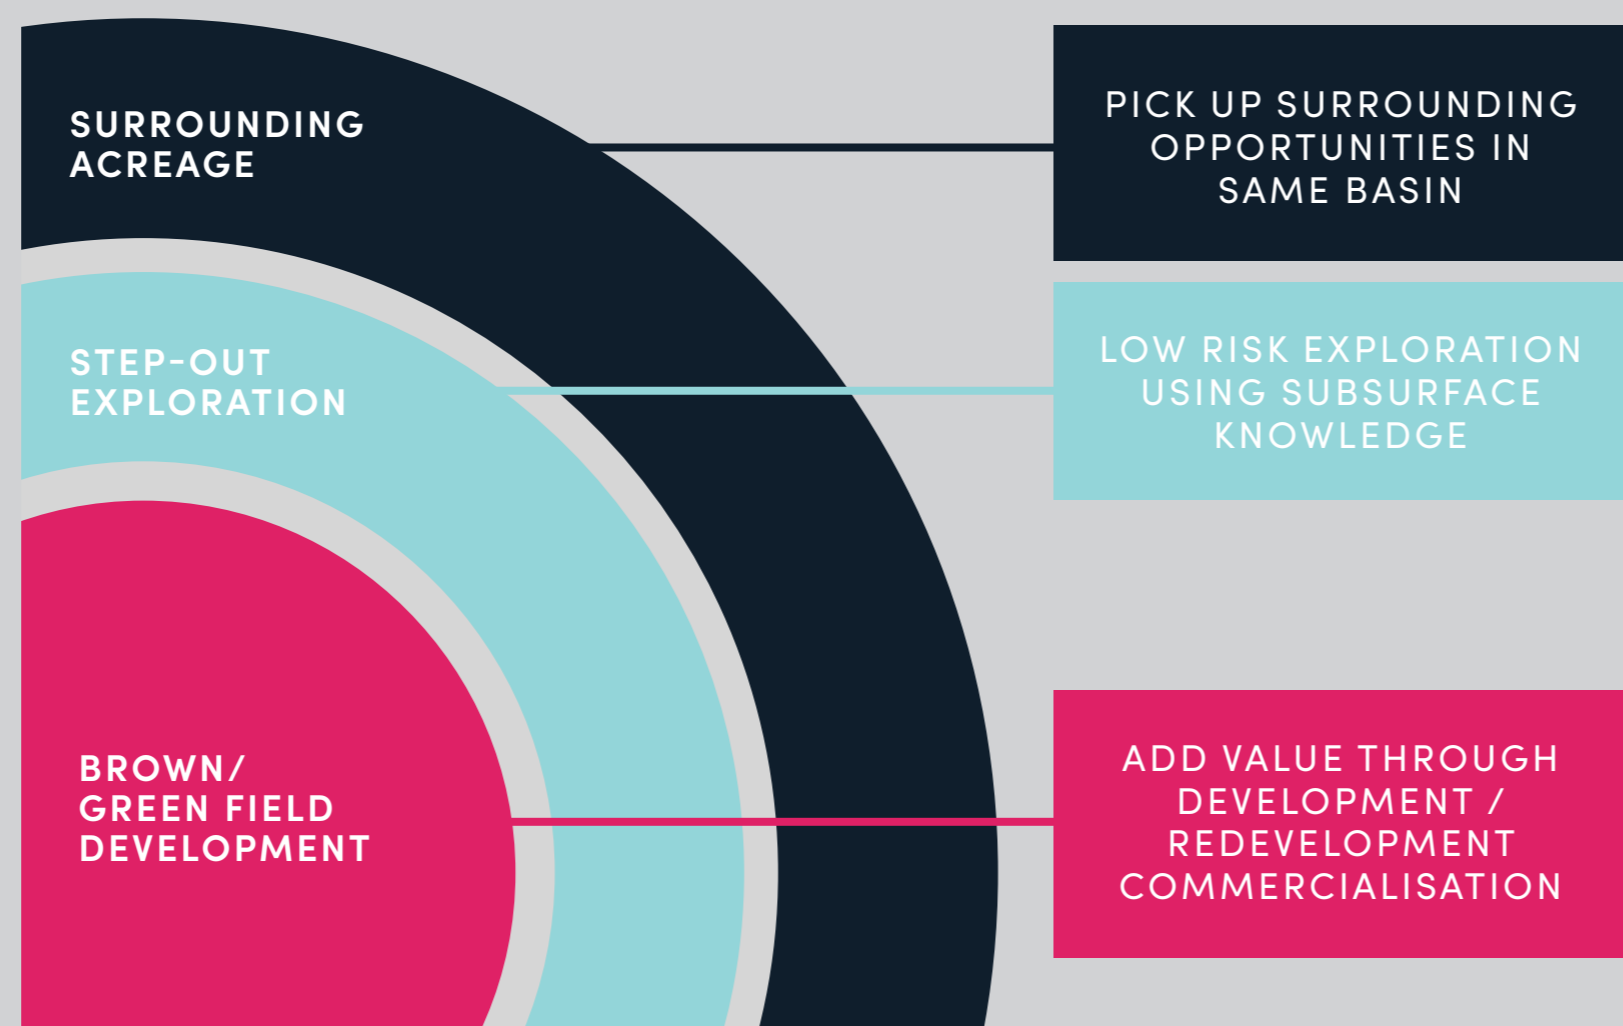 SURROUNDING
ACREAGE
PICK UP SURROUNDING
OPPORTUNITIES IN
SAME BASIN
STEP-OUT
EXPLORATION
LOW RISK EXPLORATION
USING SUBSURFACE
KNOWLEDGE
BROWN/
GREEN FIELD
DEVELOPMENT
ADD VALUE THROUGH
DEVELOPMENT /
REDEVELOPMENT
COMMERCIALISATION